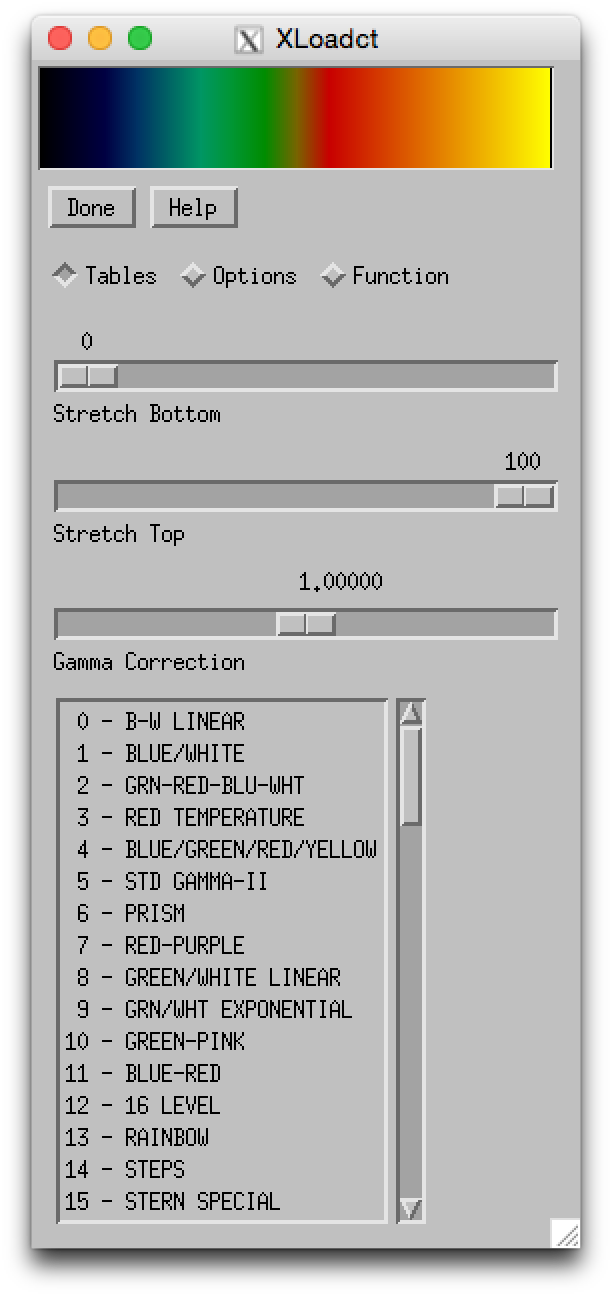 XLoadct
Done Help
Tables Options Function
0
Stretch Bottom
100
Stretch Top
1.00000
Gamma Correction
0 - B-W LINEAR
1 - BLUE/WHITE
2 - GRN-RED-BLU-WHT
3 - RED TEMPERATURE
4 - BLUE/GREEN/RED/YELLOW
5 - STD GAMMA-II
6 - PRISM
7 - RED-PURPLE
8 - GREEN/WHITE LINEAR
9 - GRN/WHT EXPONENTIAL
10 - GREEN-PINK
11 - BLUE-RED
12 - 16 LEVEL
13 - RAINBOW
14 - STEPS
15 - STERN SPECIAL